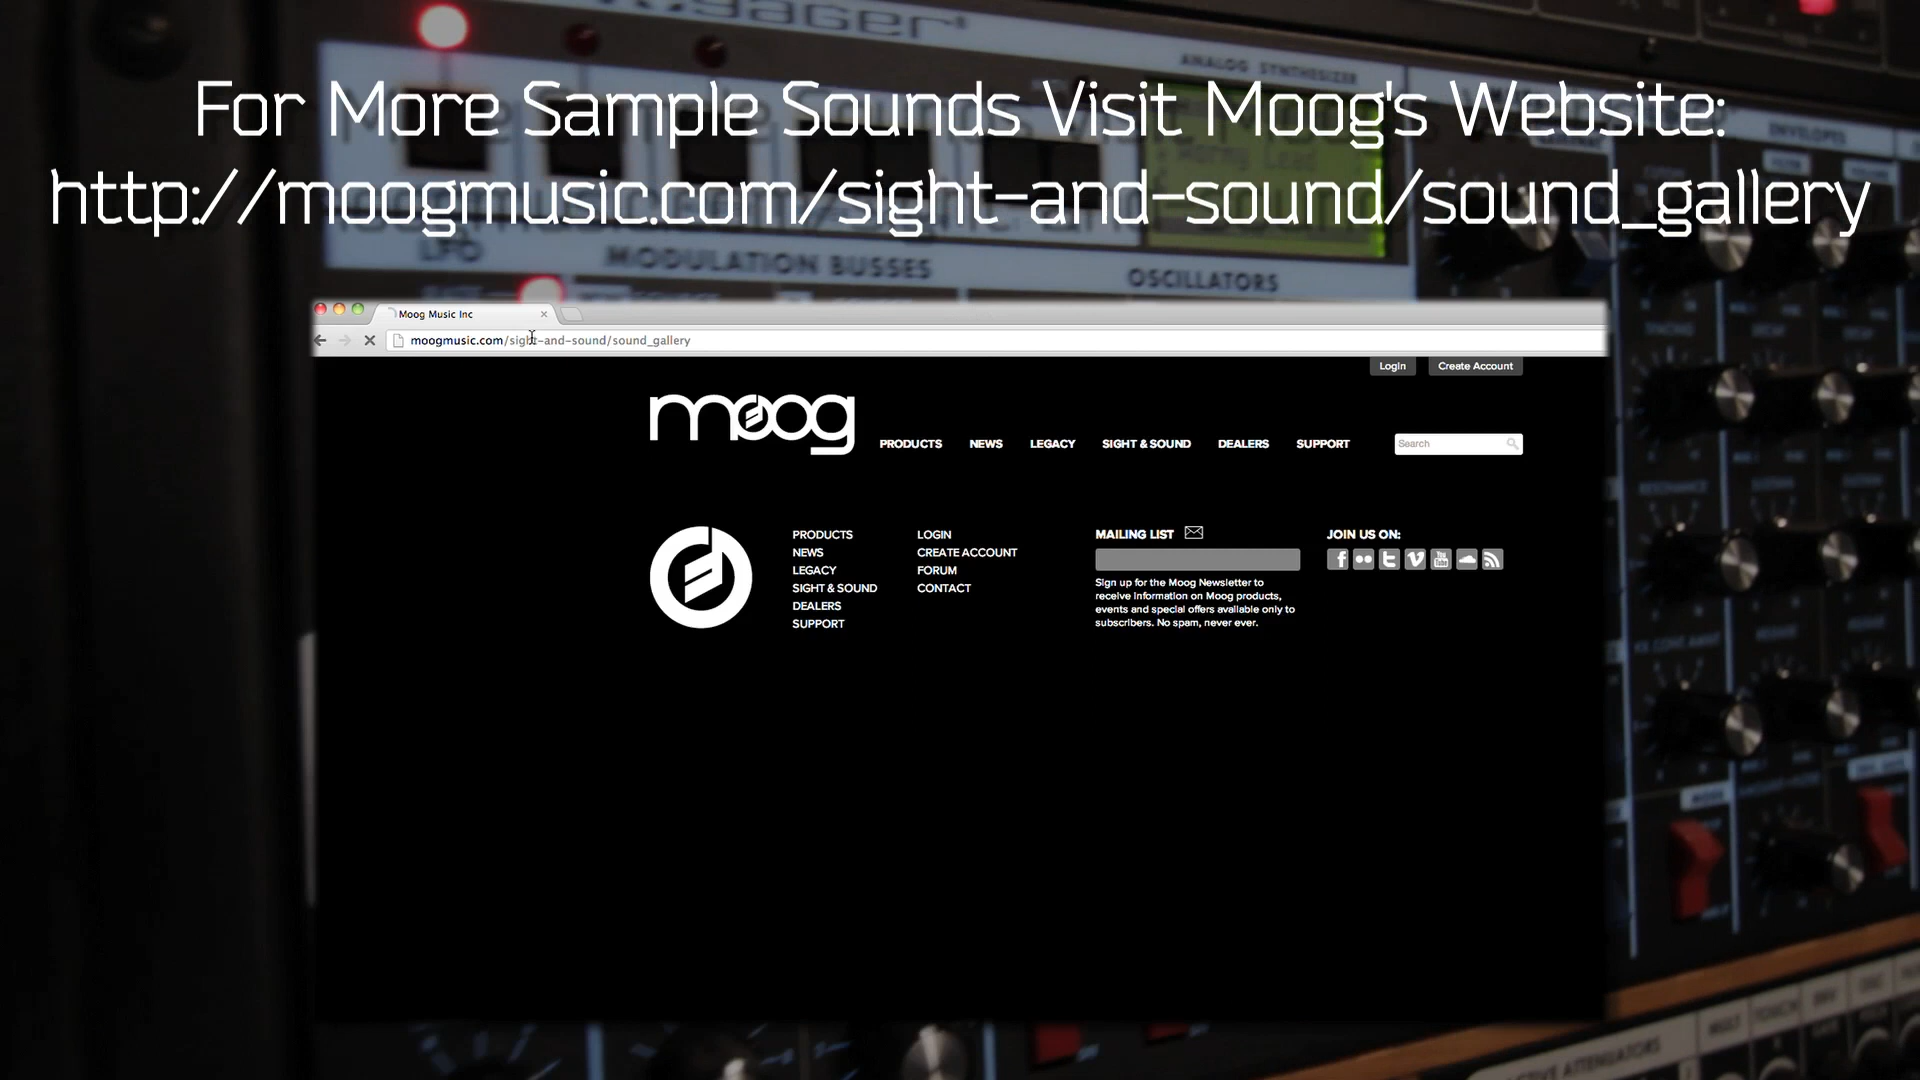 ANALOG SYNTHESIZER
For More Sample Sounds Visit Moog's Website:
http://moogmusic.com/sight-and-sound/sound_gallery
ENVELOPES
LFO
MODULATION BUSSES
OSCILLATORS
Moog Music Inc
moogmusic.com/sight-and-sound/sound_gallery
Login
Create Account
moog
PRODUCTS
NEWS
LEGACY
SIGHT & SOUND
DEALERS
SUPPORT
Search
PRODUCTS
NEWS
LEGACY
SIGHT & SOUND
DEALERS
SUPPORT
LOGIN
CREATE ACCOUNT
FORUM
CONTACT
MAILING LIST
Sign up for the Moog Newsletter to
receive information on Moog products,
events and special offers available only to
subscribers. No spam, never ever.
JOIN US ON:
RESONANCE